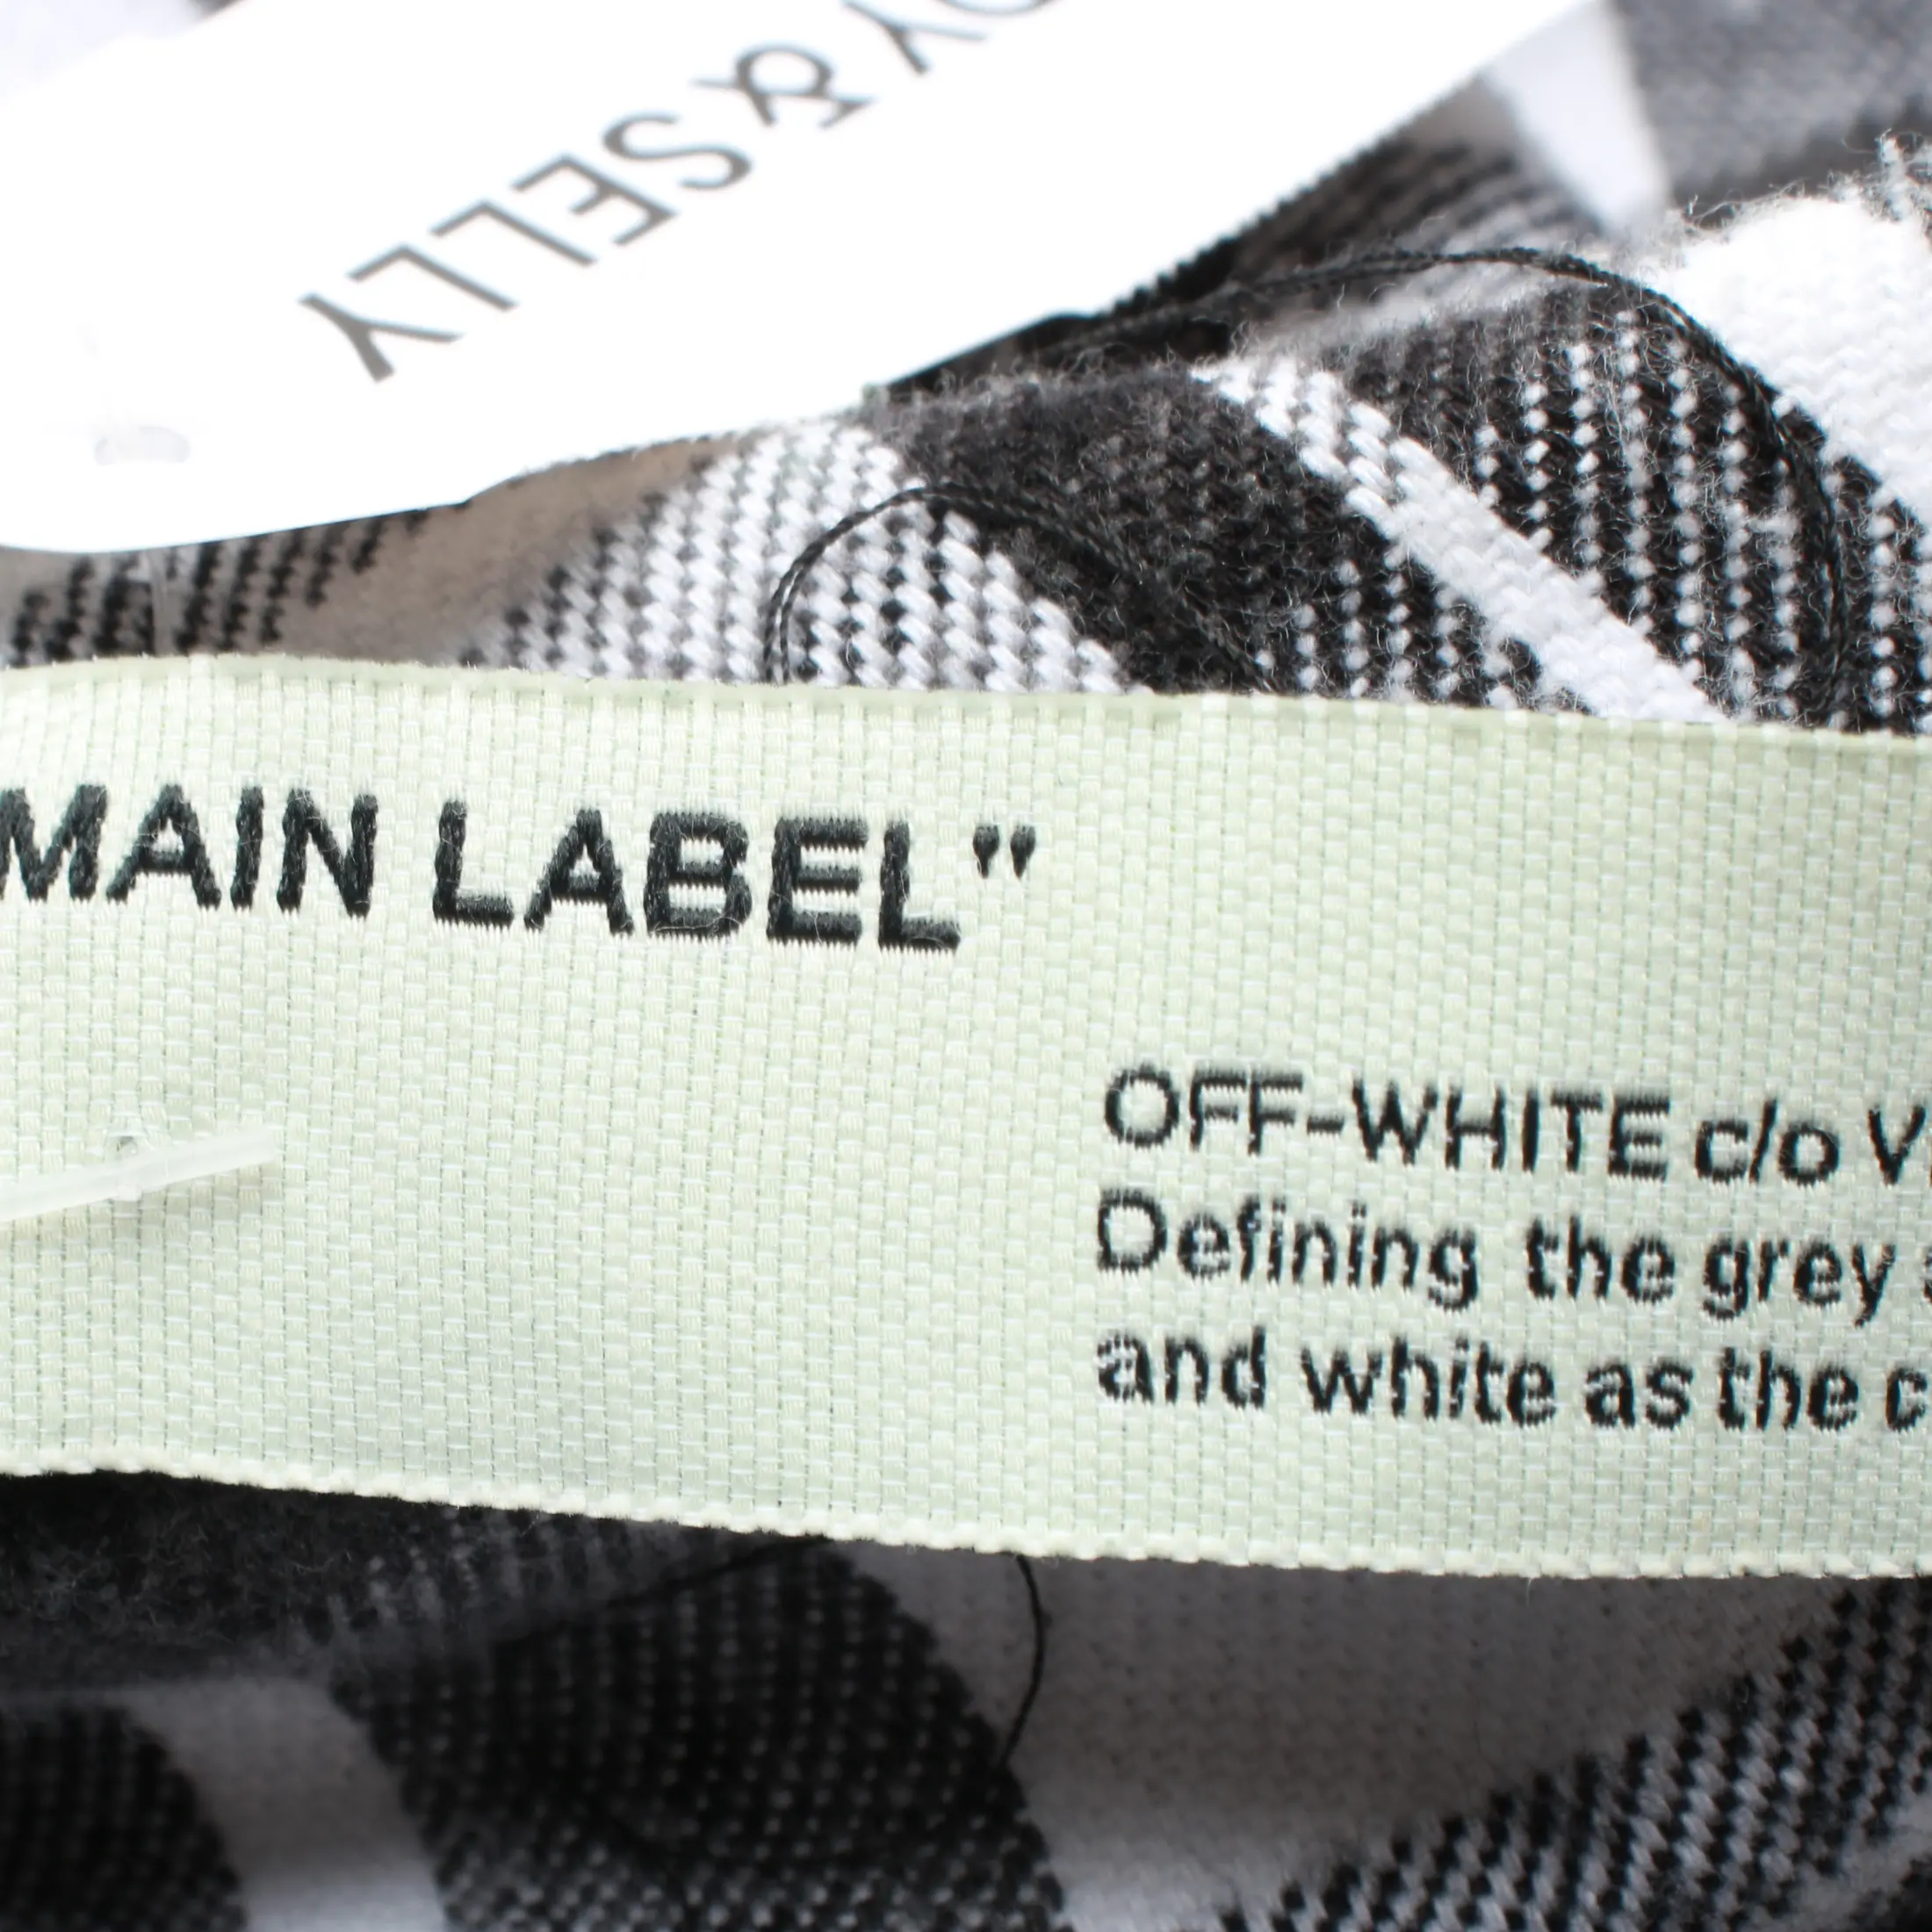 Y&SELLY
MAIN LABEL"
OFF-WHITE c/o V
Defining the grey
and white as the c